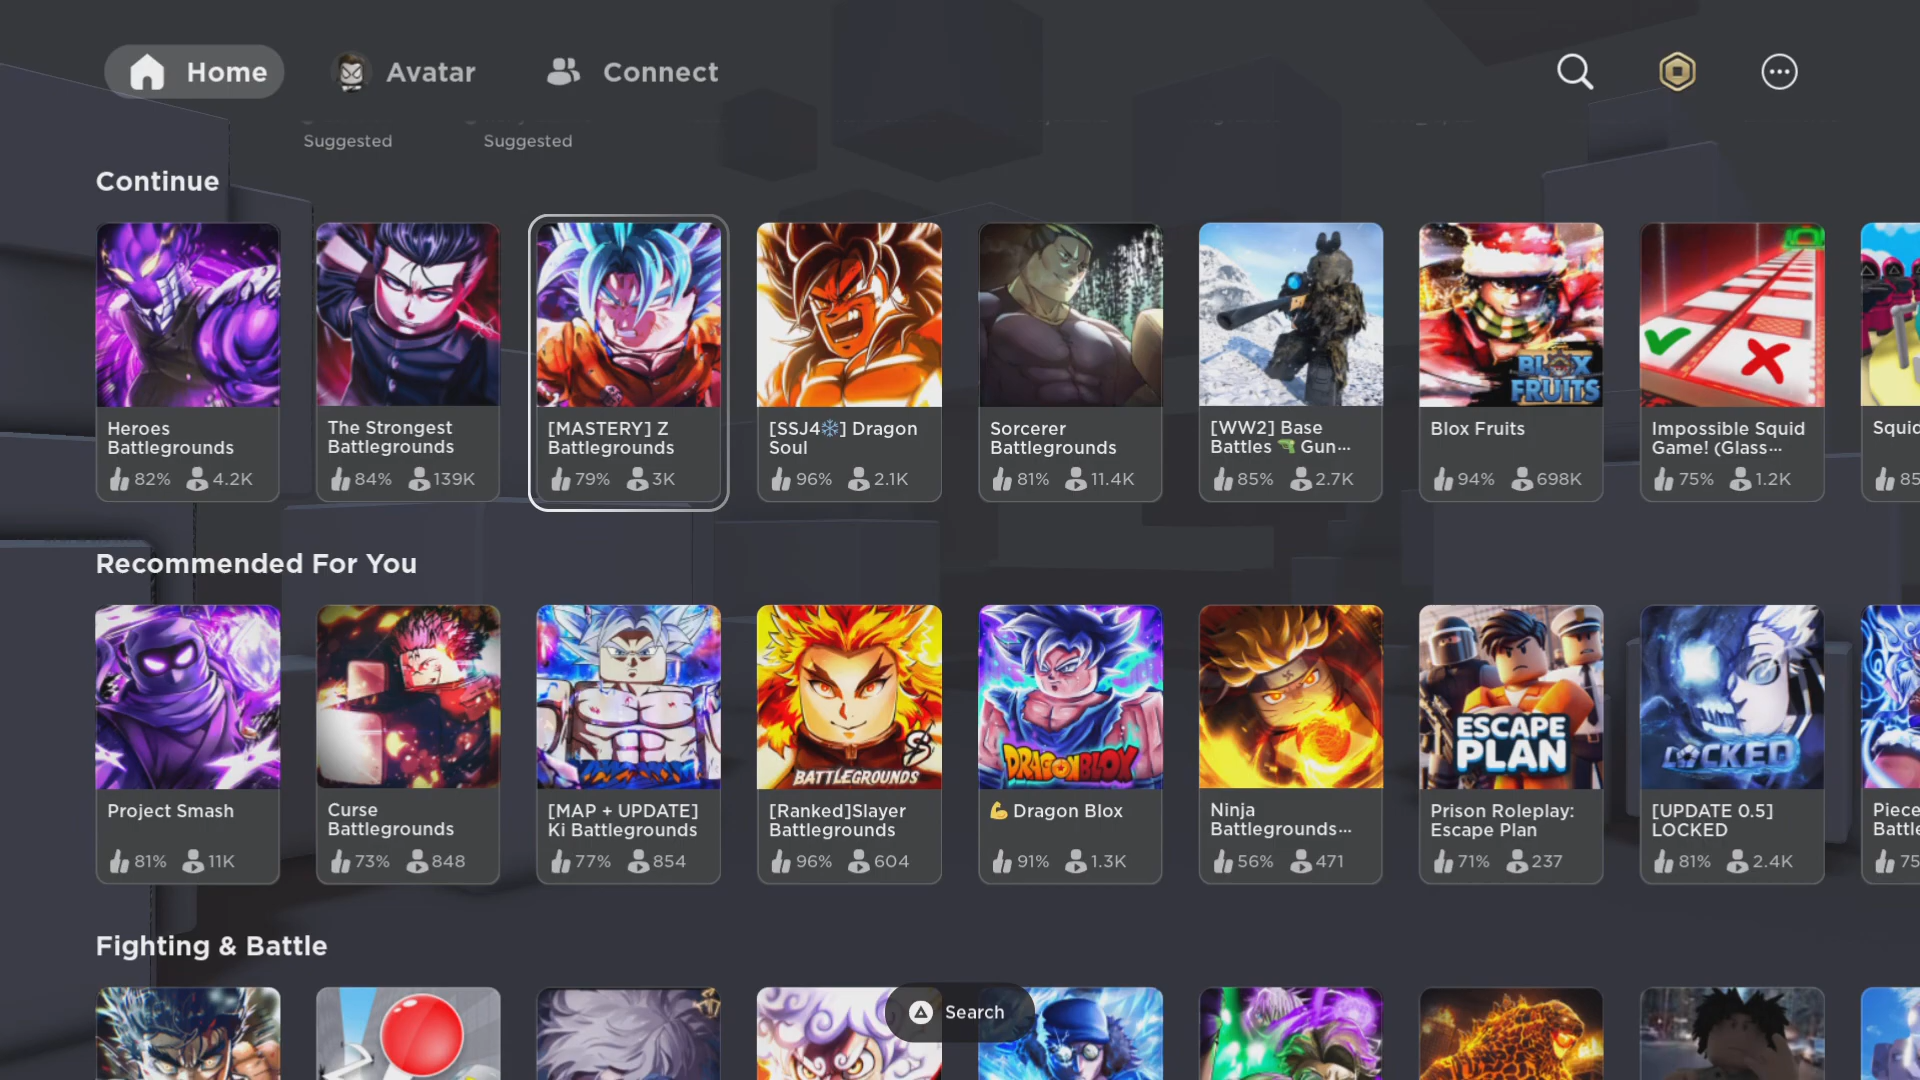 Home
Avatar
Connect
Suggested
Suggested
Continue
BLOX
FRUITS
Heroes
Battlegrounds
82% 4.2K
The Strongest
Battlegrounds
84% 139K
[MASTERY] Z
Battlegrounds
79% 3K
[SSJ4❄️] Dragon
Soul
96% 2.1K
Sorcerer
Battlegrounds
81% 11.4K
[WW2] Base
Battles 🔫 Gun...
85% 2.7K
Blox Fruits
94% 698K
Impossible Squid
Game! (Glass...
75% 1.2K
Squid
85
Recommended For You
BATTLEGROUNDS
DRAGON BLOX
ESCAPE
PLAN
LOCKED
Project Smash
81% 11K
Curse
Battlegrounds
73% 848
[MAP + UPDATE]
Ki Battlegrounds
77% 854
[Ranked]Slayer
Battlegrounds
96% 604
💪 Dragon Blox
91% 1.3K
Ninja
Battlegrounds...
56% 471
Prison Roleplay:
Escape Plan
71% 237
[UPDATE 0.5]
LOCKED
81% 2.4K
Piece
Battle
75
Fighting & Battle
Search